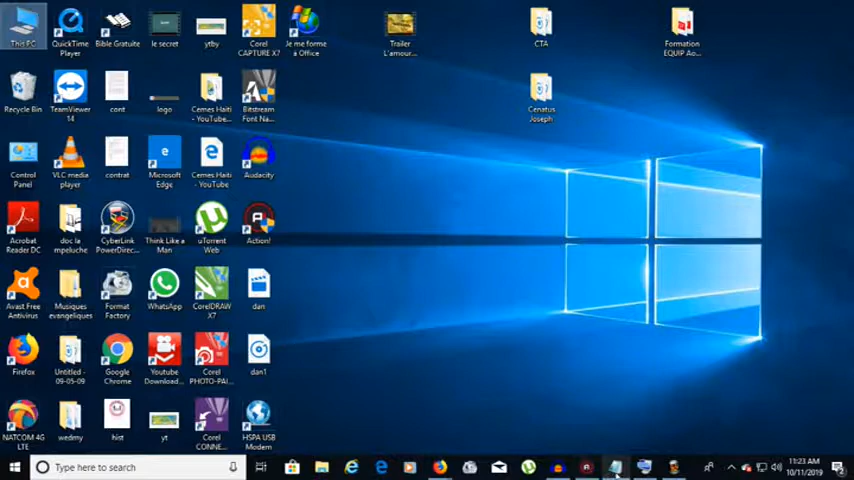 This PC
QuickTime
Player
Bible Gratuite
le secret
ytby
Corel
CAPTURE X7
Je me forme
à Office
Trailer
L'amour...
CTA
Formation
EQUIP Ao...
Recycle Bin
TeamViewer
14
cont
logo
Cemes Haiti
- YouTube...
Bitstream
Font Na...
Cenatus
Joseph
Control
Panel
VLC media
player
contrat
Microsoft
Edge
Cemes Haiti
- YouTube
Audacity
Acrobat
Reader DC
doc la
mpeluche
CyberLink
PowerDirec...
Think Like a
Man
uTorrent
Web
Action!
Avast Free
Antivirus
Musiques
evangeliques
Format
Factory
WhatsApp
CorelDRAW
X7
dan
Firefox
Untitled -
09-05-09
Google
Chrome
Youtube
Download...
Corel
PHOTO-PAI...
dan1
NATCOM 4G
LTE
wedmy
hist
yt
Corel
CONNE...
HSPA USB
Modem
Type here to search
11:23 AM
10/11/2019
2